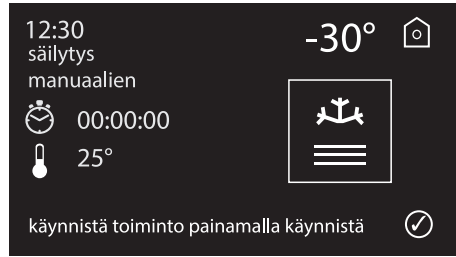 12:30
-30°
säilytys
manuaalien
00:00:00
25°
käynnistä toiminto painamalla käynnistä